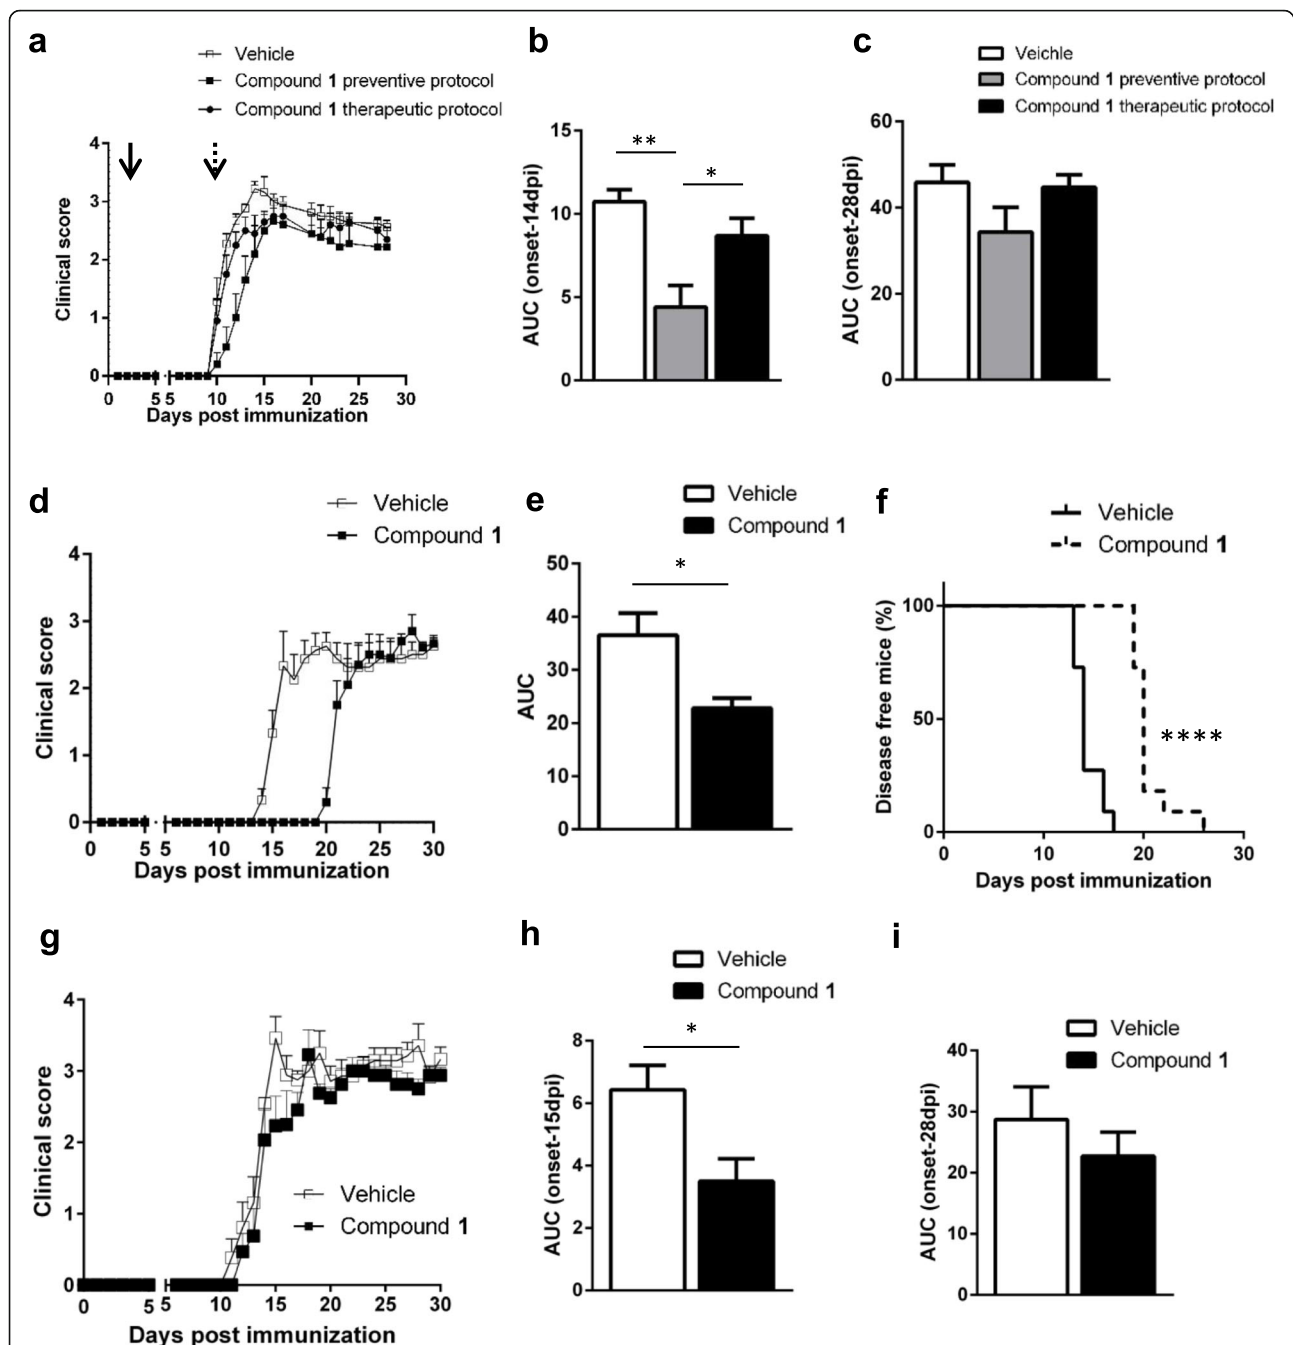 a
Vehicle
Compound 1 preventive protocol
Compound 1 therapeutic protocol
4
3
2
1
0
Clinical score
0 5 5 10 15 20 25 30
Days post immunization
b
15
10
5
0
AUC (onset-14dpi)
**
*
c
Veichle
Compound 1 preventive protocol
Compound 1 therapeutic protocol
60
40
20
0
AUC (onset-28dpi)
d
Vehicle
Compound 1
4
3
2
1
0
Clinical score
0 5 5 10 15 20 25 30
Days post immunization
e
Vehicle
Compound 1
50
40
30
20
10
0
AUC
*
f
Vehicle
Compound 1
100
50
0
Disease free mice (%)
****
0 10 20 30
Days post immunization
g
4
3
2
1
0
Clinical score
Vehicle
Compound 1
0 5 5 10 15 20 25 30
Days post immunization
h
Vehicle
Compound 1
8
6
4
2
0
AUC (onset-15dpi)
*
i
Vehicle
Compound 1
40
30
20
10
0
AUC (onset-28dpi)